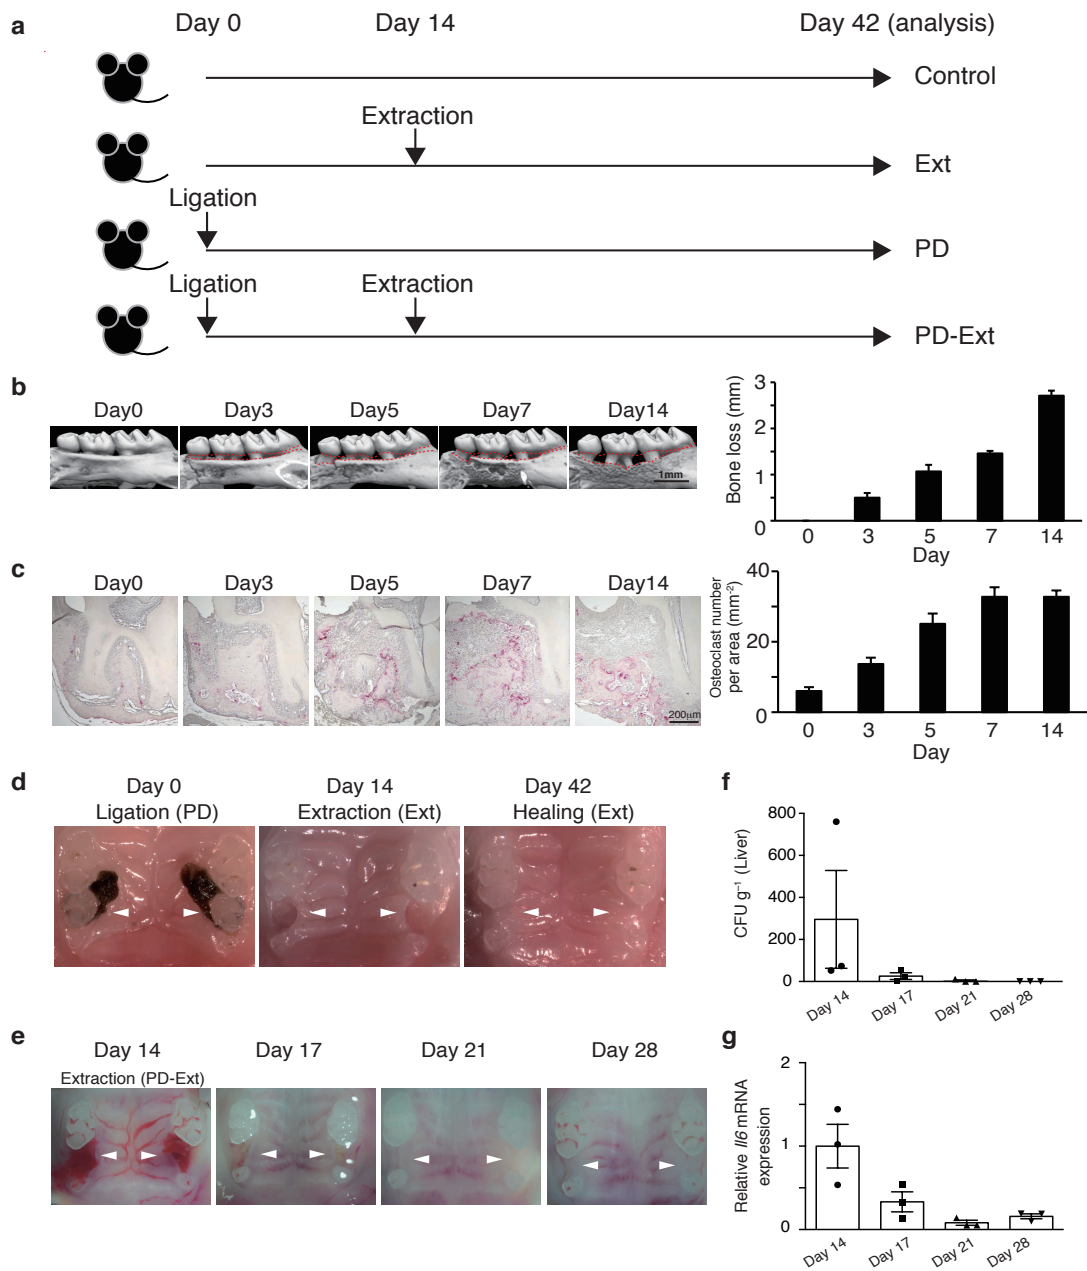 a
Day 0 Day 14 Day 42 (analysis)
Control
Extraction
Ext
Ligation
PD
Ligation Extraction
PD-Ext
b
Day0 Day3 Day5 Day7 Day14
1mm
Bone loss (mm)
3
2
1
0
0 3 5 7 14
Day
c
Day0 Day3 Day5 Day7 Day14
200μm
Osteoclast number
per area (mm⁻²)
40
20
0
0 3 5 7 14
Day
d
Day 0 Day 14 Day 42
Ligation (PD) Extraction (Ext) Healing (Ext)
e
Day 14 Day 17 Day 21 Day 28
Extraction (PD-Ext)
f
CFU g⁻¹ (Liver)
800
600
400
200
0
Day 14 Day 17 Day 21 Day 28
g
Relative Il6 mRNA
expression
2
1
0
Day 14 Day 17 Day 21 Day 28